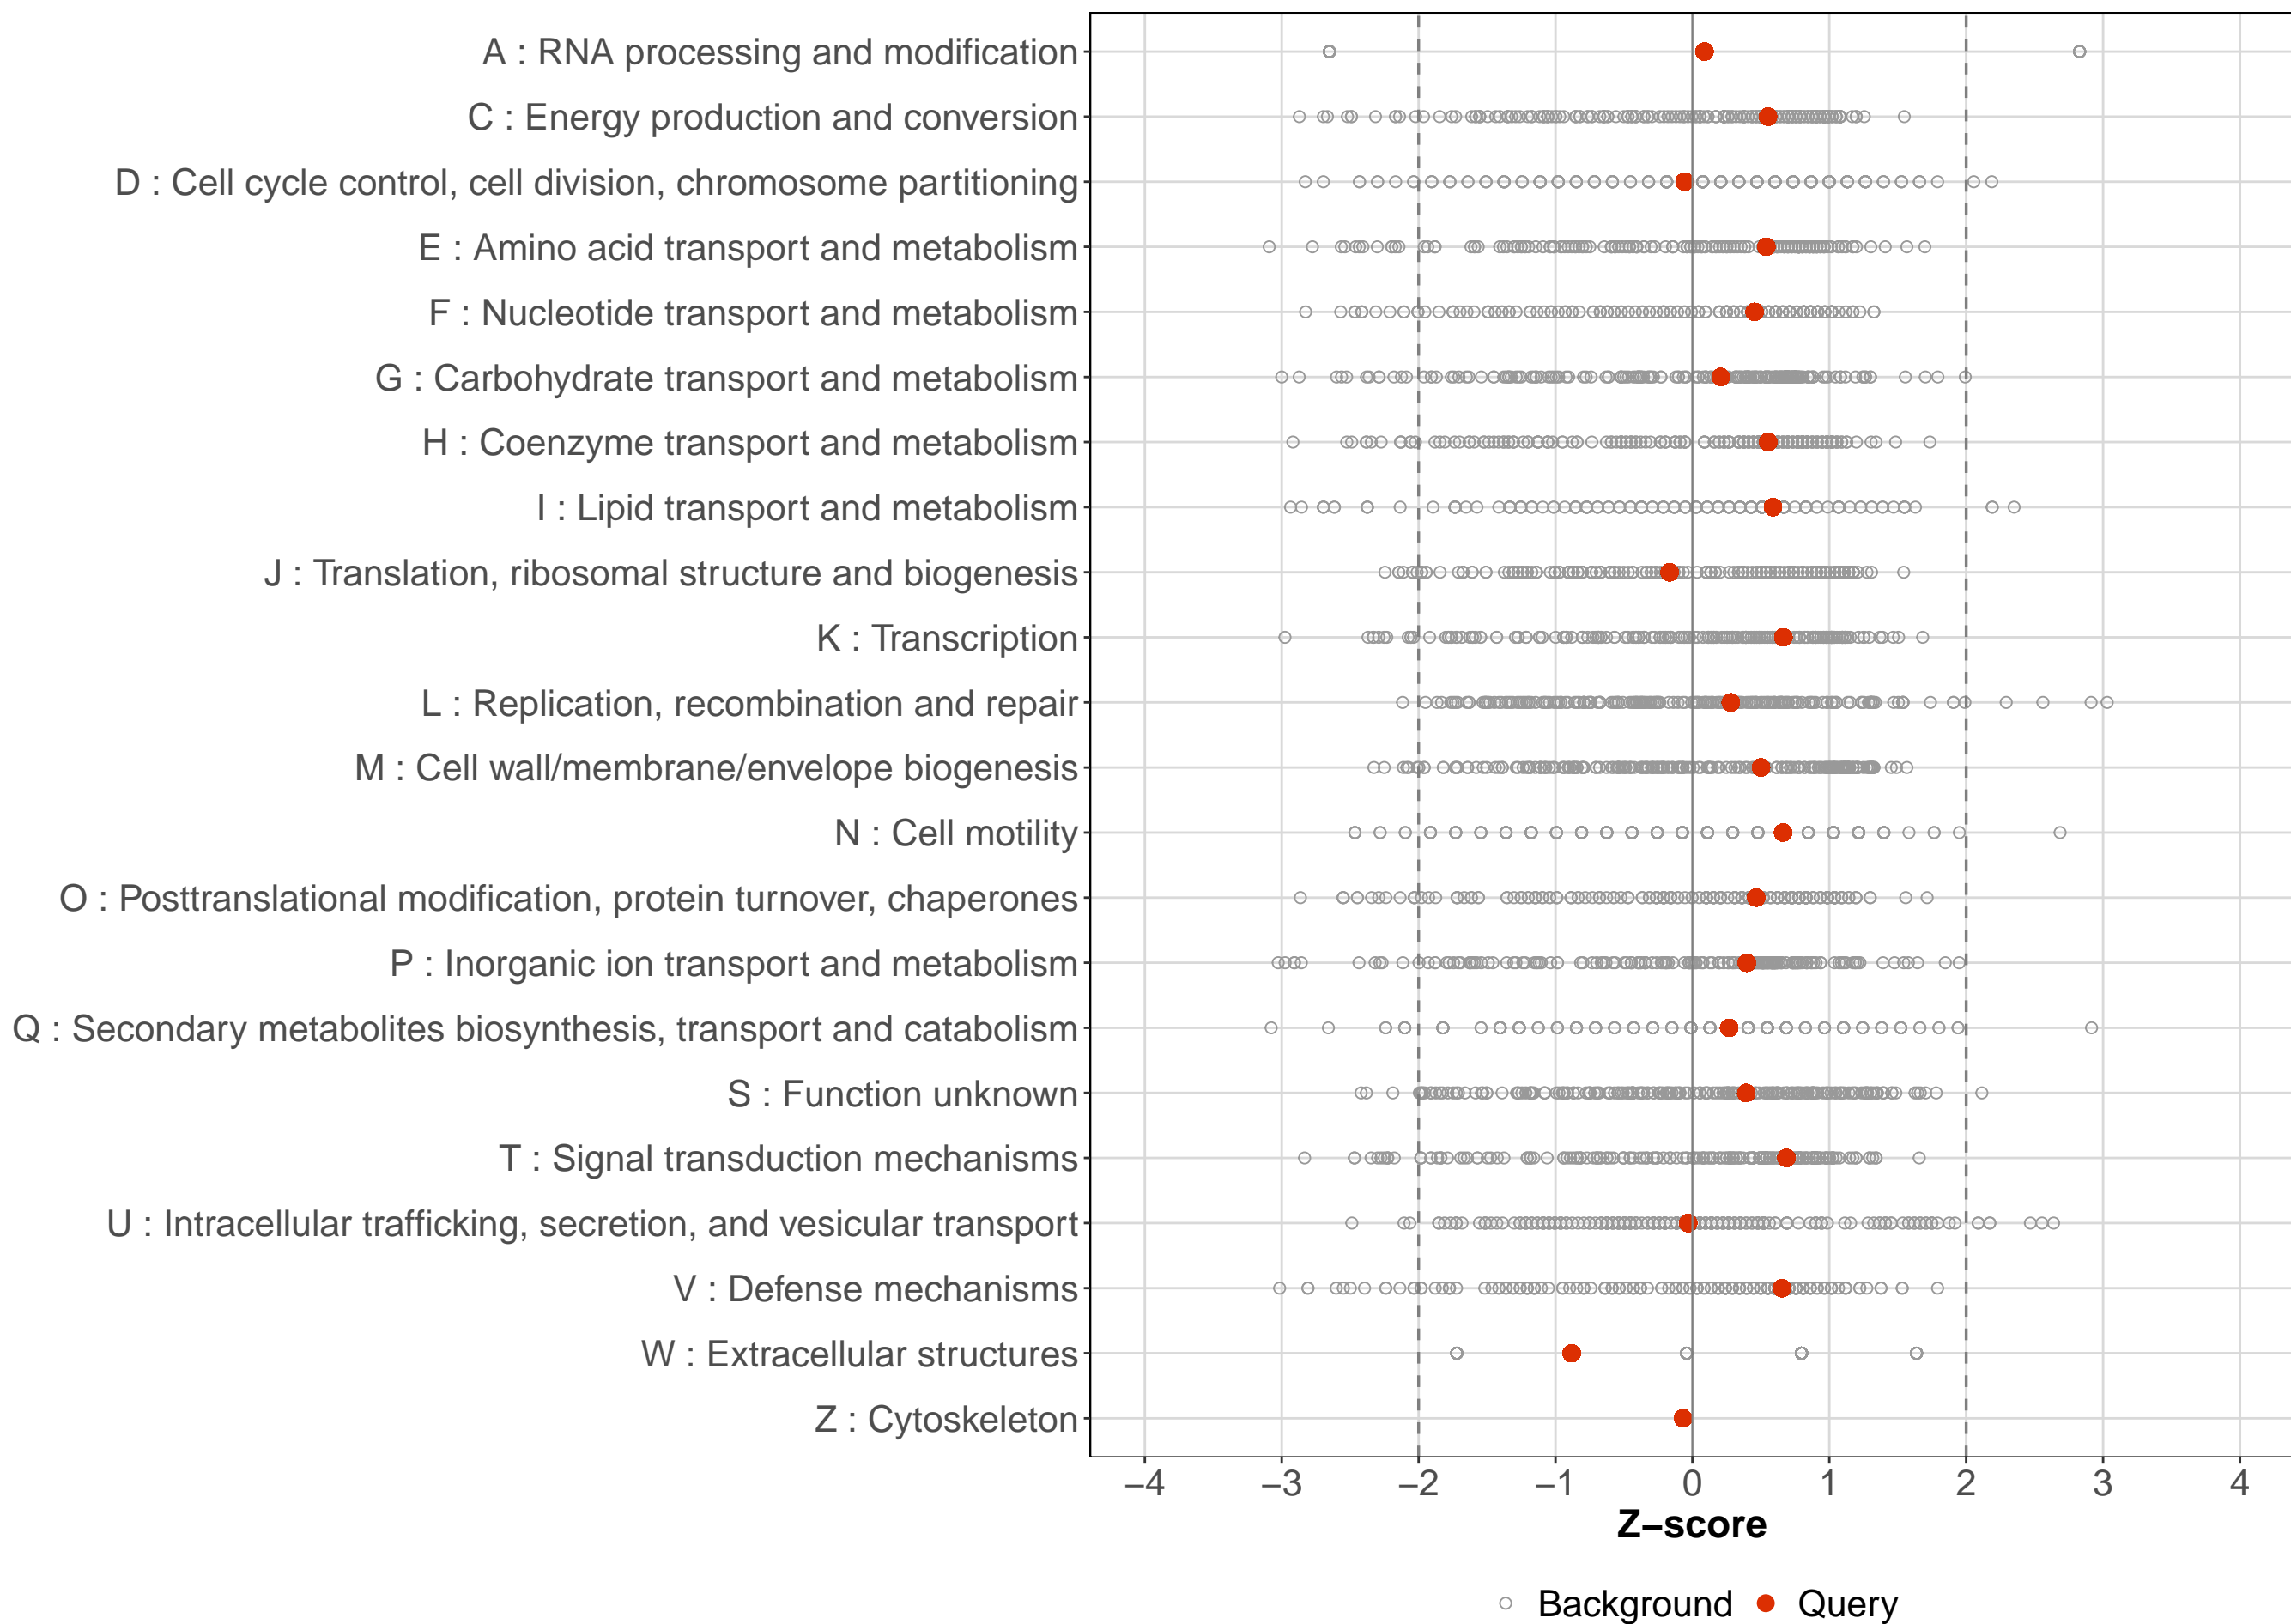 A : RNA processing and modification
C : Energy production and conversion
D : Cell cycle control, cell division, chromosome partitioning
E : Amino acid transport and metabolism
F : Nucleotide transport and metabolism
G : Carbohydrate transport and metabolism
H : Coenzyme transport and metabolism
I : Lipid transport and metabolism
J : Translation, ribosomal structure and biogenesis
K : Transcription
L : Replication, recombination and repair
M : Cell wall/membrane/envelope biogenesis
N : Cell motility
O : Posttranslational modification, protein turnover, chaperones
P : Inorganic ion transport and metabolism
Q : Secondary metabolites biosynthesis, transport and catabolism
S : Function unknown
T : Signal transduction mechanisms
U : Intracellular trafficking, secretion, and vesicular transport
V : Defense mechanisms
W : Extracellular structures
Z : Cytoskeleton
−4 −3 −2 −1 0 1 2 3 4
Z−score
Background Query